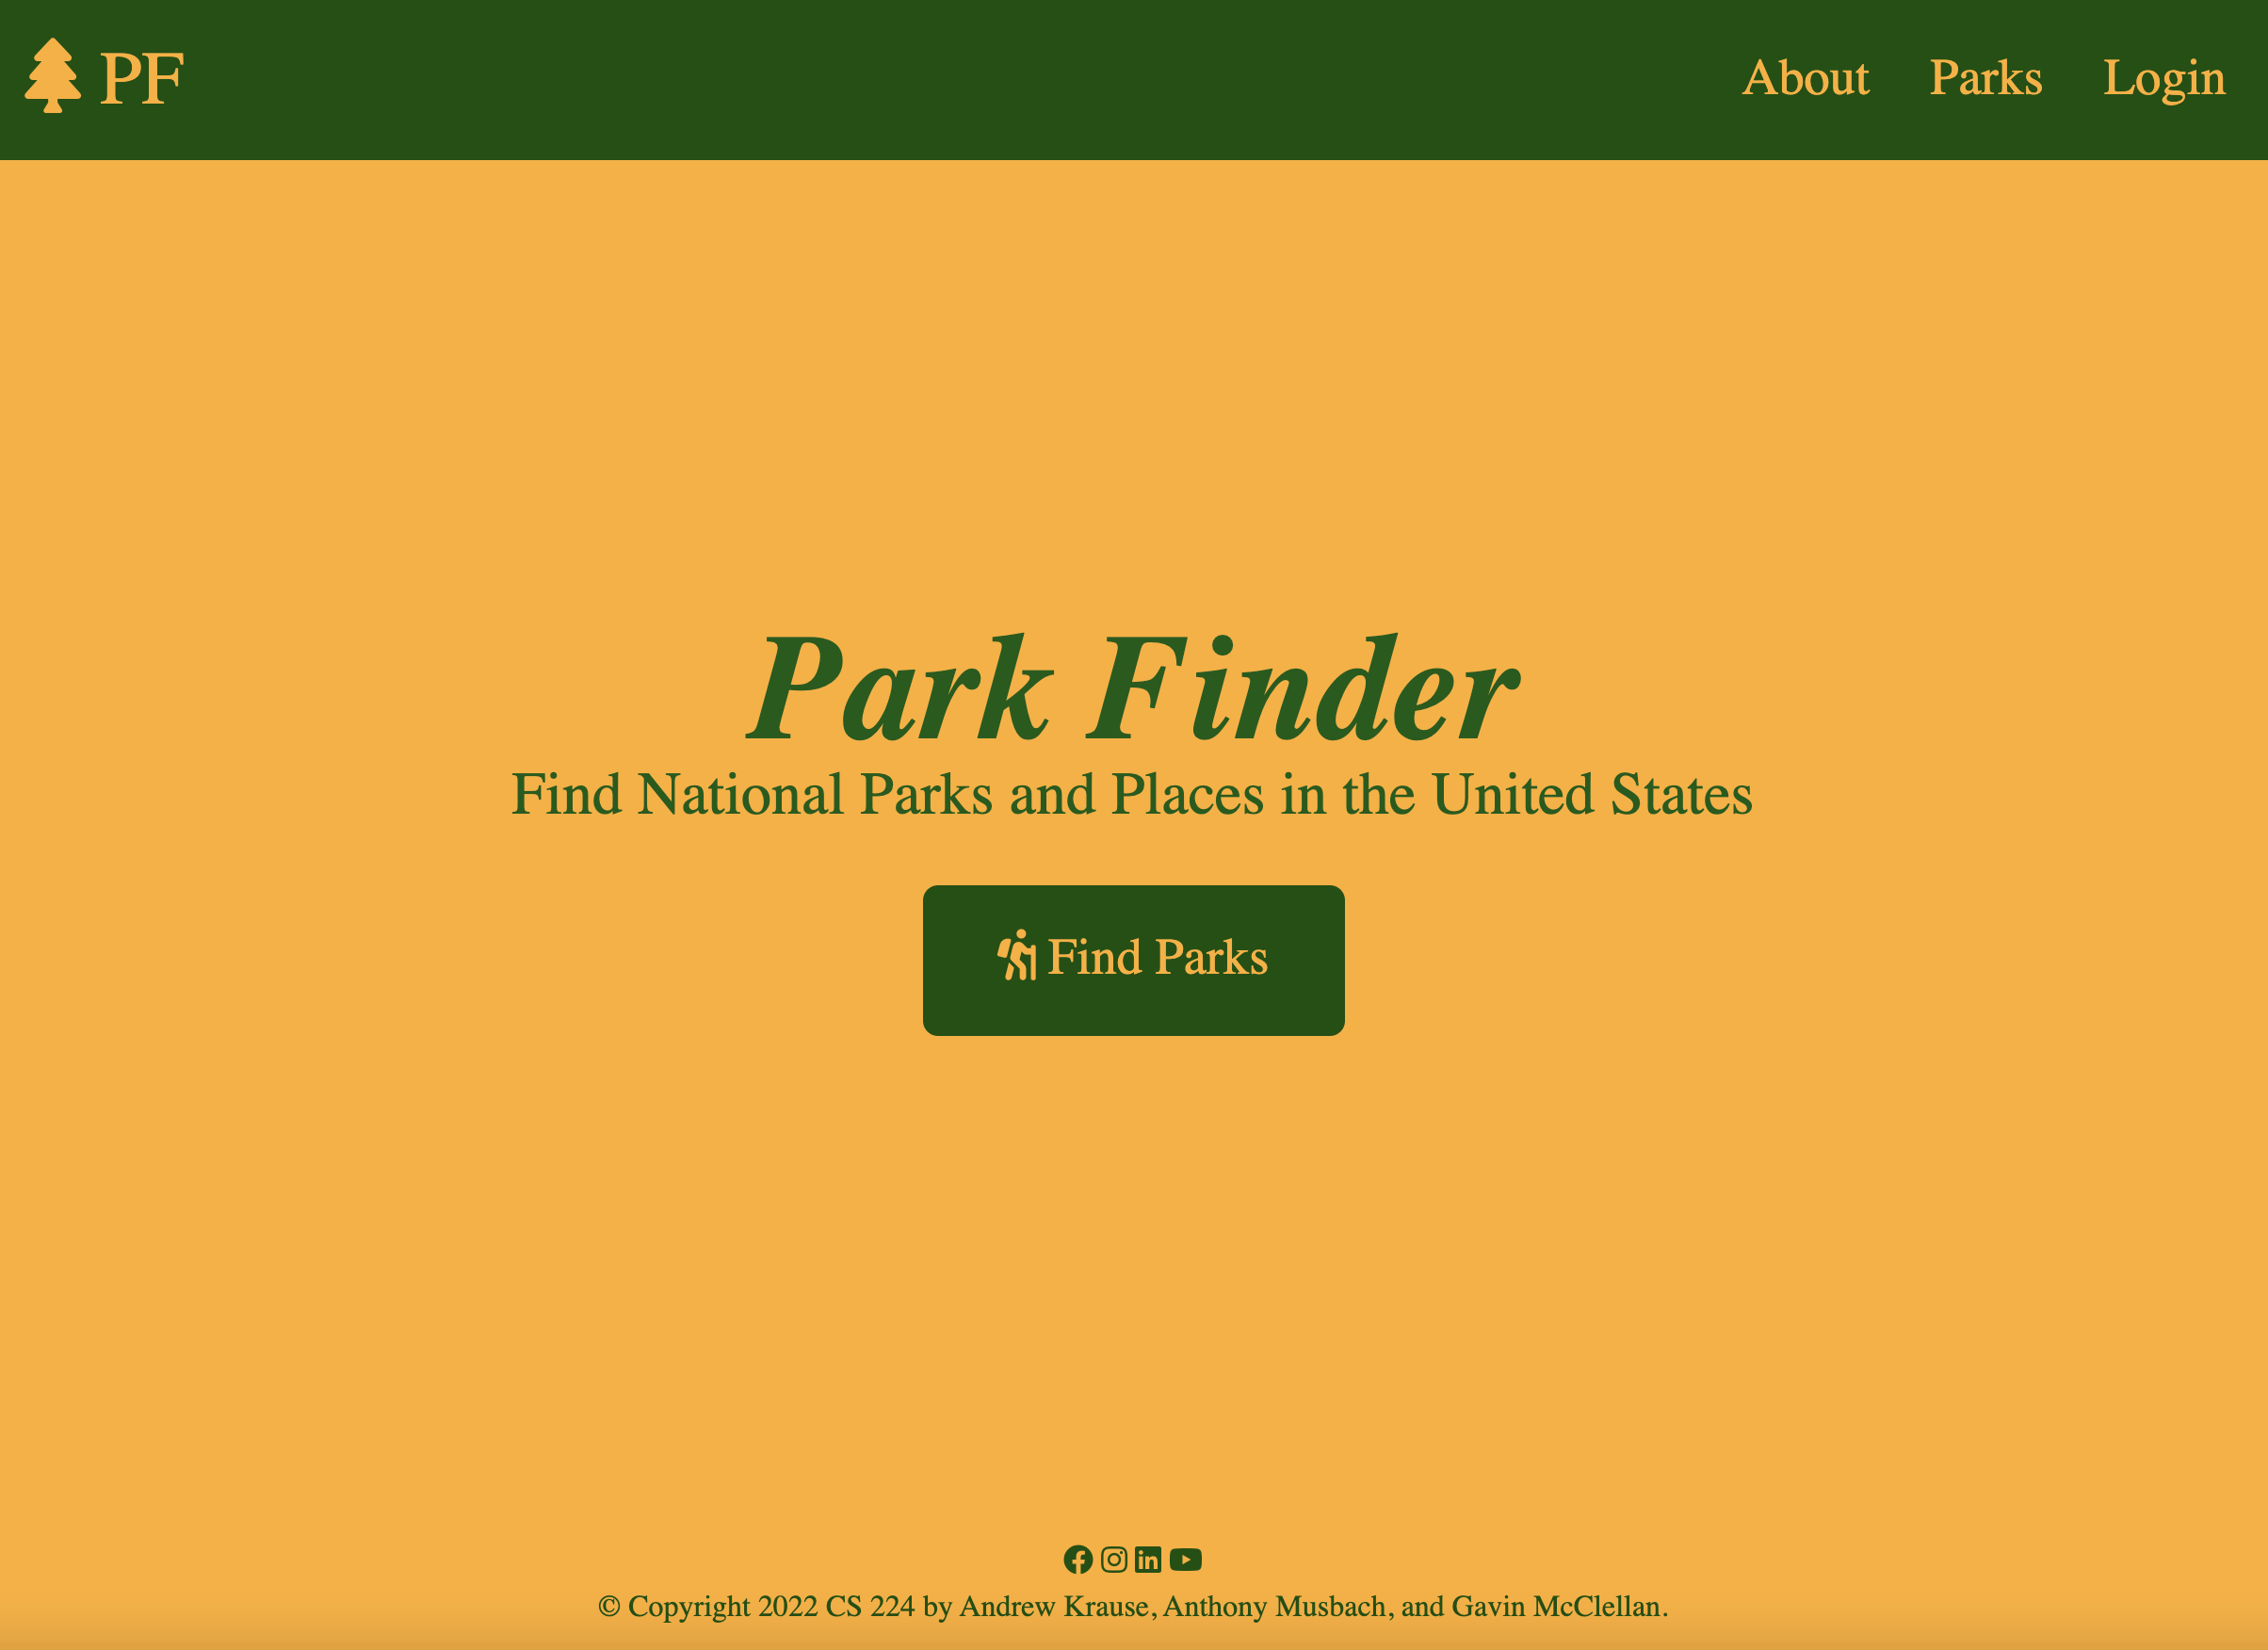 PF
About Parks Login
Park Finder
Find National Parks and Places in the United States
Find Parks
© Copyright 2022 CS 224 by Andrew Krause, Anthony Musbach, and Gavin McClellan.